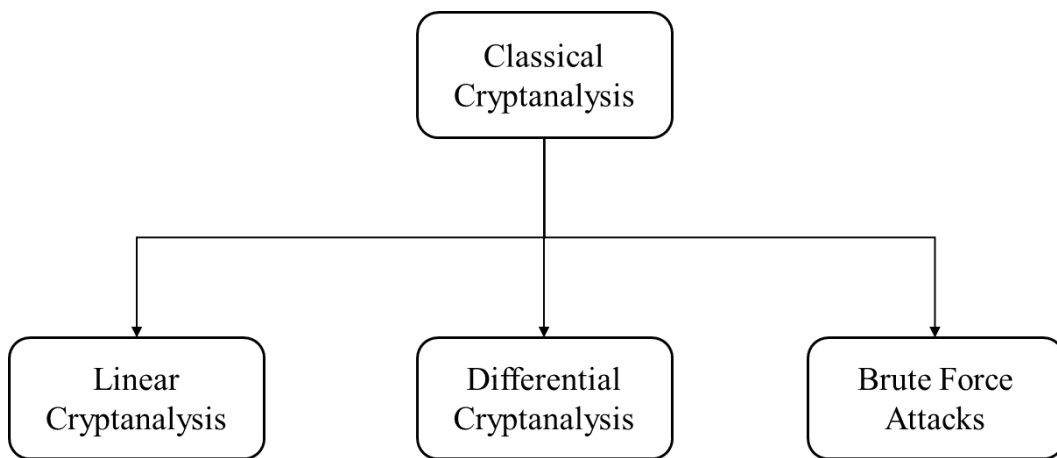 Classical
Cryptanalysis
Linear
Cryptanalysis
Differential
Cryptanalysis
Brute Force
Attacks